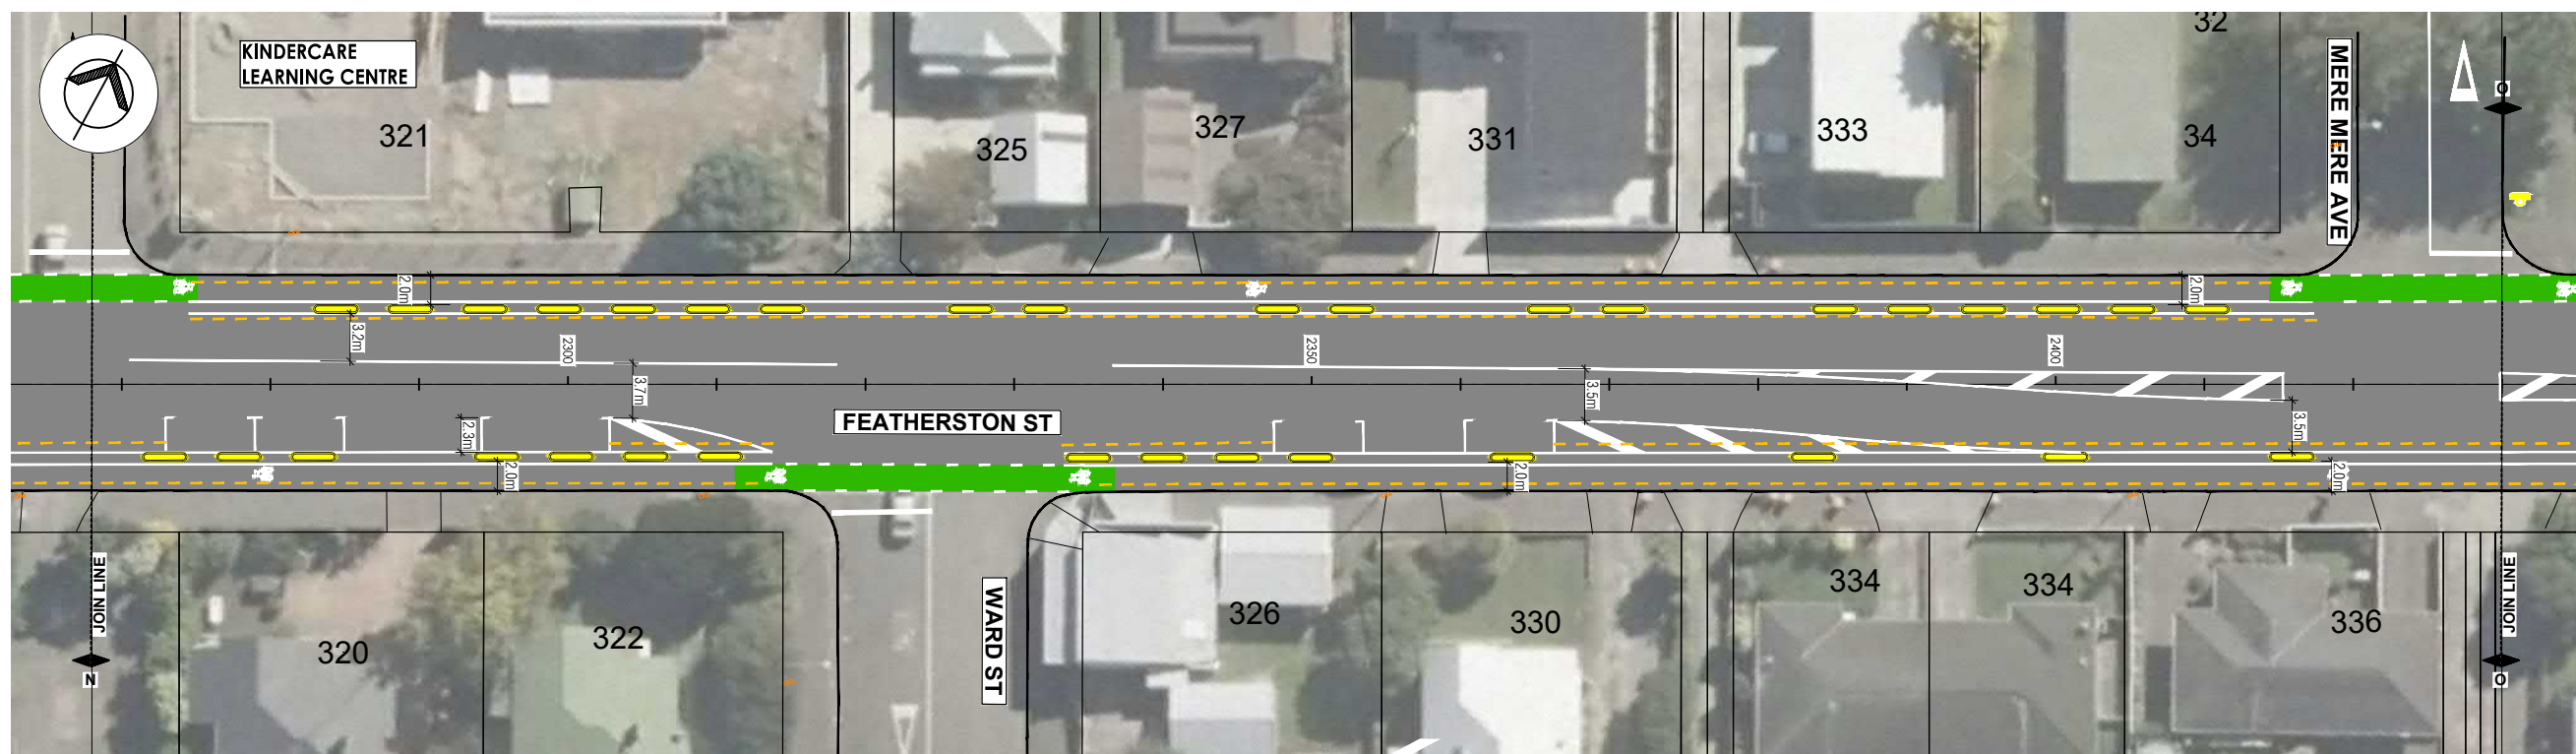 KINDERCARE
LEARNING CENTRE
321
325
327
331
333
32
34
MERE MERE AVE
O
2.0m
2.0m
3.2m
2300
2350
2400
3.7m
3.5m
3.5m
FEATHERSTON ST
2.3m
2.0m
2.0m
2.0m
JOIN LINE
N
320
322
WARD ST
326
330
334
334
336
JOIN LINE
O